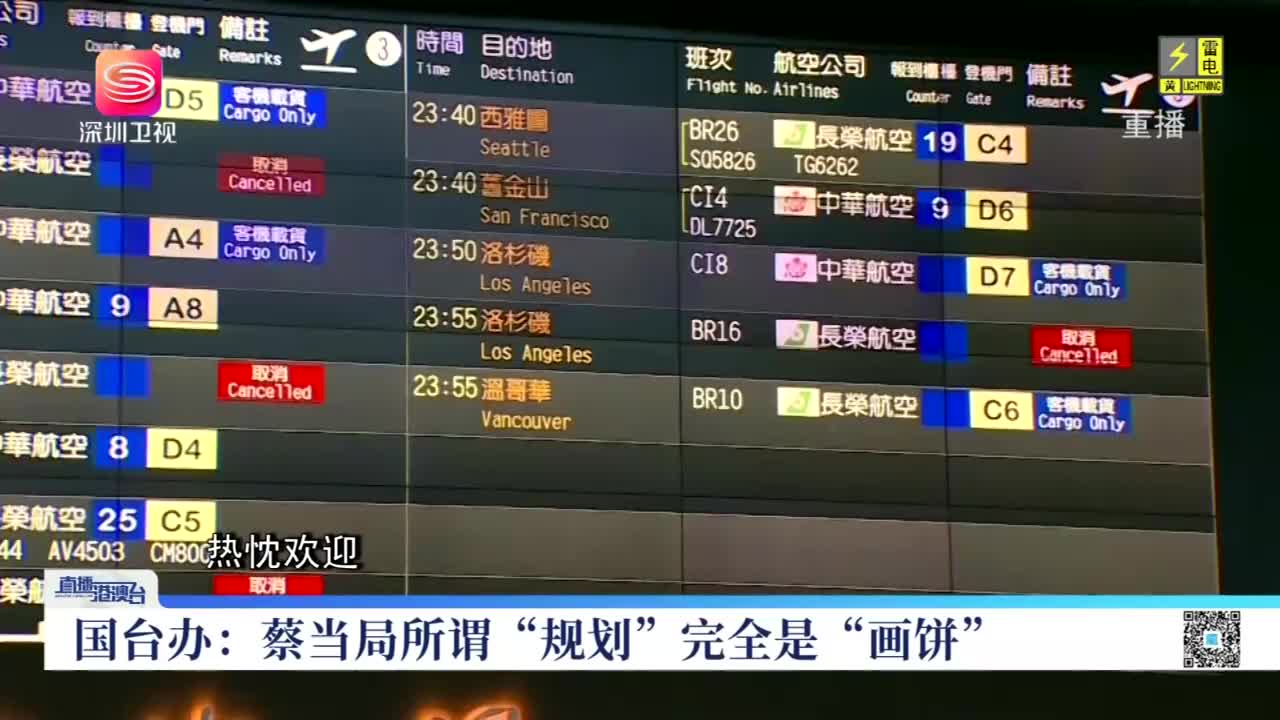 公司 報到櫃檯 登機門 備註
Counter Gate Remarks
3
時間 目的地
Time Destination
班次 航空公司 報到櫃檯 登機門 備註
Flight No. Airlines Counter Gate Remarks
雷电
黄 LIGHTNING
深圳卫视
重播
中華航空 D5 客機載貨
Cargo Only
長榮航空 取消
Cancelled
中華航空 A4 客機載貨
Cargo Only
中華航空 9 A8
長榮航空 取消
Cancelled
中華航空 8 D4
長榮航空 25 C5
44 AV4503 CM800
取消
23:40 西雅圖 BR26 長榮航空 19 C4
Seattle SQ5826 TG6262
23:40 舊金山 CI4 中華航空 9 D6
San Francisco DL7725
23:50 洛杉磯 CI8 中華航空 D7 客機載貨
Los Angeles Cargo Only
23:55 洛杉磯 BR16 長榮航空 取消
Los Angeles Cancelled
23:55 溫哥華 BR10 長榮航空 C6 客機載貨
Vancouver Cargo Only
热忱欢迎
直播港澳台
国台办：蔡当局所谓“规划”完全是“画饼”